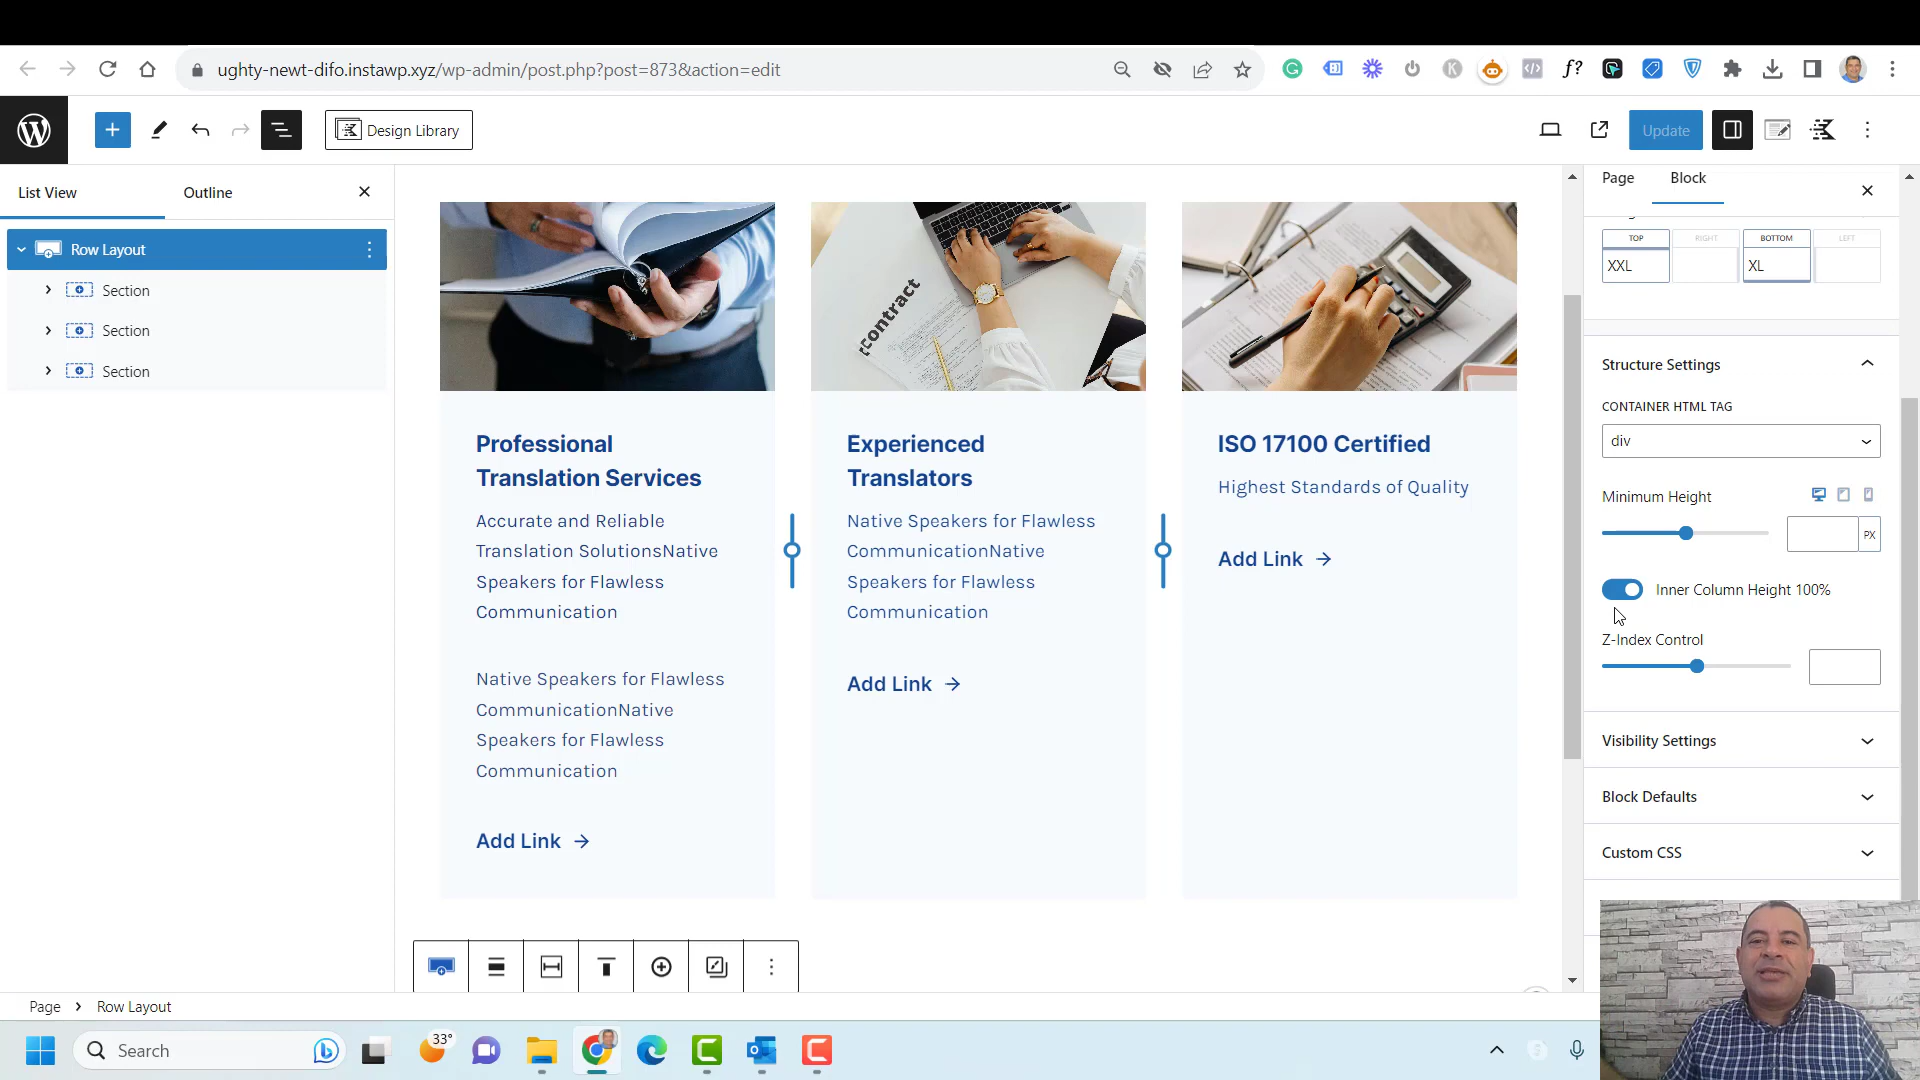 ughty-newt-difo.instawp.xyz/wp-admin/post.php?post=873&action=edit
f?
Design Library
Update
List View
Outline
Row Layout
Section
Section
Section
contract
Professional
Translation Services
Accurate and Reliable
Translation SolutionsNative
Speakers for Flawless
Communication
Native Speakers for Flawless
CommunicationNative
Speakers for Flawless
Communication
Add Link
Experienced
Translators
Native Speakers for Flawless
CommunicationNative
Speakers for Flawless
Communication
Add Link
ISO 17100 Certified
Highest Standards of Quality
Add Link
Page
Block
TOP
RIGHT
BOTTOM
LEFT
XXL
XL
Structure Settings
CONTAINER HTML TAG
div
Minimum Height
PX
Inner Column Height 100%
Z-Index Control
Visibility Settings
Block Defaults
Custom CSS
Page
Row Layout
Search
33°